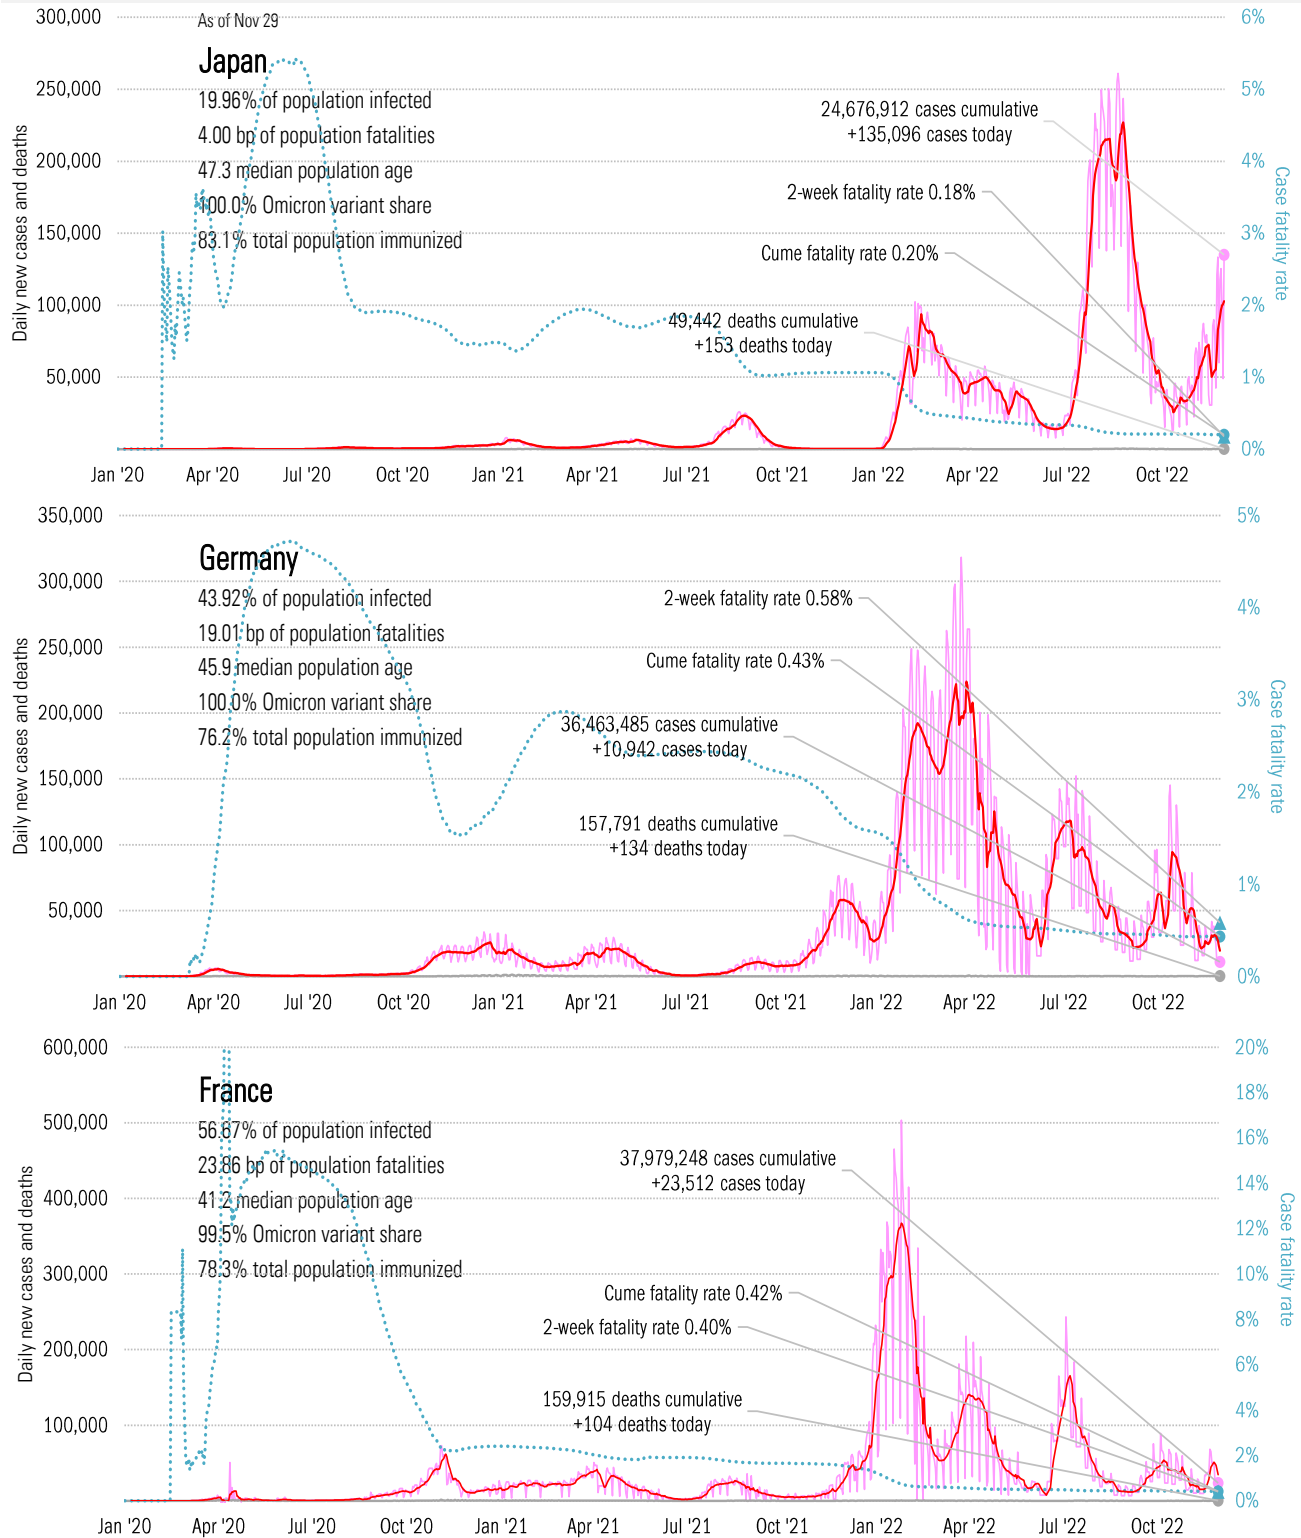 300,000
As of Nov 29
6%
Japan
19.96% of population infected
250,000
5%
4.00 bp of population fatalities
24,676,912 cases cumulative
+135,096 cases today
200,000
4%
47.3 median population age
2-week fatality rate 0.18%
100.0% Omicron variant share
150,000
3%
83.1% total population immunized
Cume fatality rate 0.20%
Daily new cases and deaths
Case fatality rate
100,000
2%
49,442 deaths cumulative
+153 deaths today
50,000
1%
0%
Jan '20 Apr '20 Jul '20 Oct '20 Jan '21 Apr '21 Jul '21 Oct '21 Jan '22 Apr '22 Jul '22 Oct '22
350,000
5%
Germany
300,000
43.92% of population infected
2-week fatality rate 0.58%
4%
19.01 bp of population fatalities
250,000
45.9 median population age
Cume fatality rate 0.43%
100.0% Omicron variant share
200,000
3%
76.2% total population immunized
36,463,485 cases cumulative
+10,942 cases today
Daily new cases and deaths
Case fatality rate
150,000
2%
157,791 deaths cumulative
+134 deaths today
100,000
1%
50,000
0%
Jan '20 Apr '20 Jul '20 Oct '20 Jan '21 Apr '21 Jul '21 Oct '21 Jan '22 Apr '22 Jul '22 Oct '22
600,000
20%
France
18%
500,000
56.87% of population infected
16%
23.86 bp of population fatalities
37,979,248 cases cumulative
+23,512 cases today
14%
400,000
41.2 median population age
99.5% Omicron variant share
12%
300,000
78.3% total population immunized
10%
Daily new cases and deaths
Case fatality rate
Cume fatality rate 0.42%
8%
2-week fatality rate 0.40%
200,000
6%
159,915 deaths cumulative
+104 deaths today
4%
100,000
2%
0%
Jan '20 Apr '20 Jul '20 Oct '20 Jan '21 Apr '21 Jul '21 Oct '21 Jan '22 Apr '22 Jul '22 Oct '22